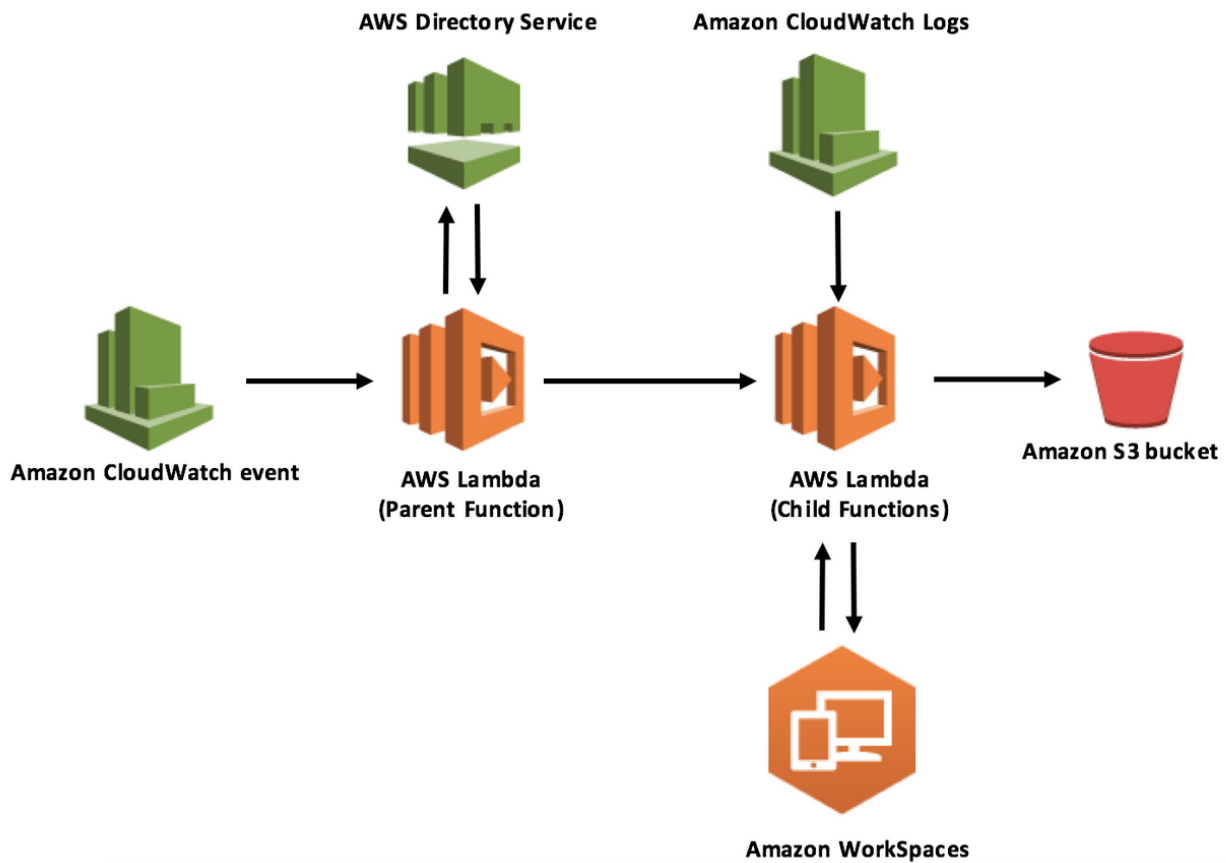 AWS Directory Service
Amazon CloudWatch Logs
Amazon CloudWatch event
AWS Lambda
(Parent Function)
AWS Lambda
(Child Functions)
Amazon S3 bucket
Amazon WorkSpaces